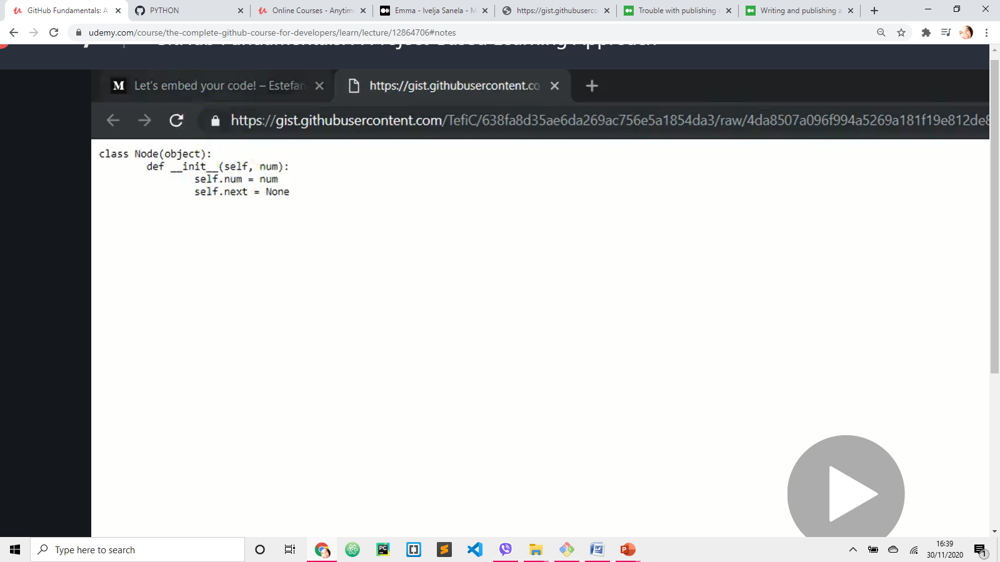 GitHub Fundamentals: A
PYTHON
Online Courses - Anytim
Emma - Ivelja Sanela - M
https://gist.githubuserco
Trouble with publishing
Writing and publishing a
udemy.com/course/the-complete-github-course-for-developers/learn/lecture/12864706#notes
M Let's embed your code! – Estefan
https://gist.githubusercontent.co
https://gist.githubusercontent.com/TefiC/638fa8d35ae6da269ac756e5a1854da3/raw/4da8507a096f994a5269a181f19e812de8
class Node(object):
def __init__(self, num):
self.num = num
self.next = None
Type here to search
16:39
30/11/2020
1